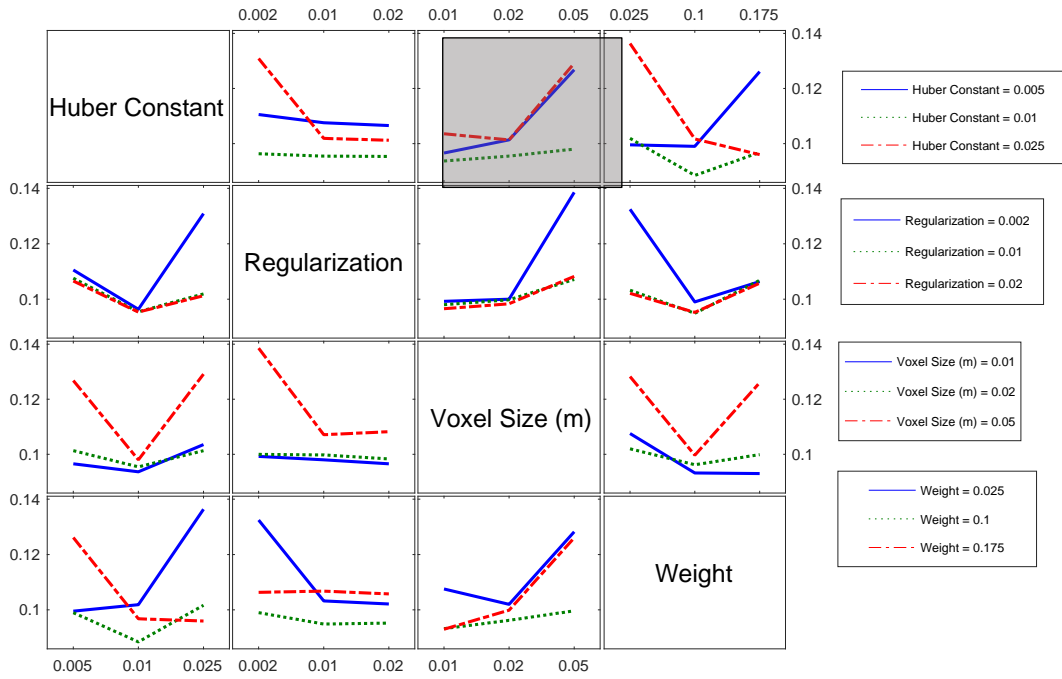 0.002 0.01 0.02 0.01 0.02 0.05 0.025 0.1 0.175
0.14
Huber Constant
0.12
0.1
Huber Constant = 0.005
Huber Constant = 0.01
Huber Constant = 0.025
0.14
0.12
0.1
Regularization
Regularization = 0.002
Regularization = 0.01
Regularization = 0.02
0.14
0.12
0.1
Voxel Size (m)
Voxel Size (m) = 0.01
Voxel Size (m) = 0.02
Voxel Size (m) = 0.05
0.14
0.12
0.1
Weight
Weight = 0.025
Weight = 0.1
Weight = 0.175
0.005 0.01 0.025 0.002 0.01 0.02 0.01 0.02 0.05